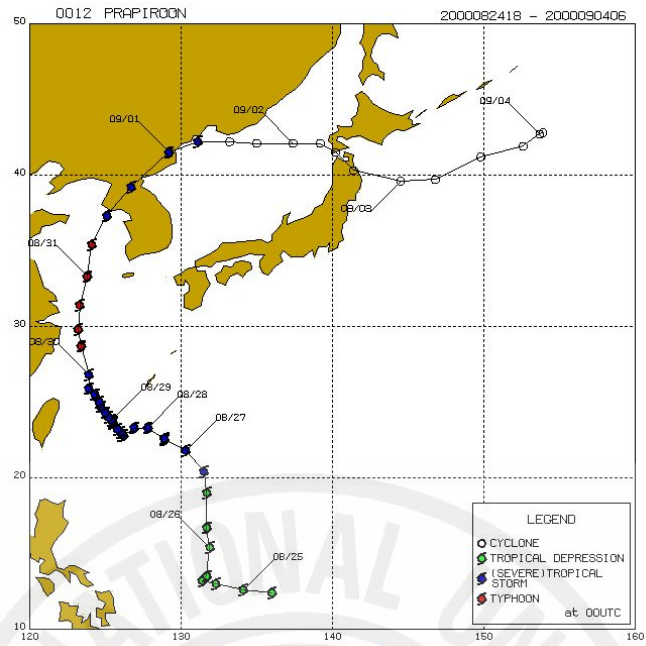 0012 PRAPIROON
2000082418 - 2000090406
50
09/01
09/02
09/04
40
09/03
08/31
30
08/30
08/29
08/28
08/27
20
08/26
08/25
LEGEND
CYCLONE
TROPICAL DEPRESSION
(SEVERE)TROPICAL
STORM
TYPHOON
at 00UTC
10
120
130
140
150
160
NATIONAL